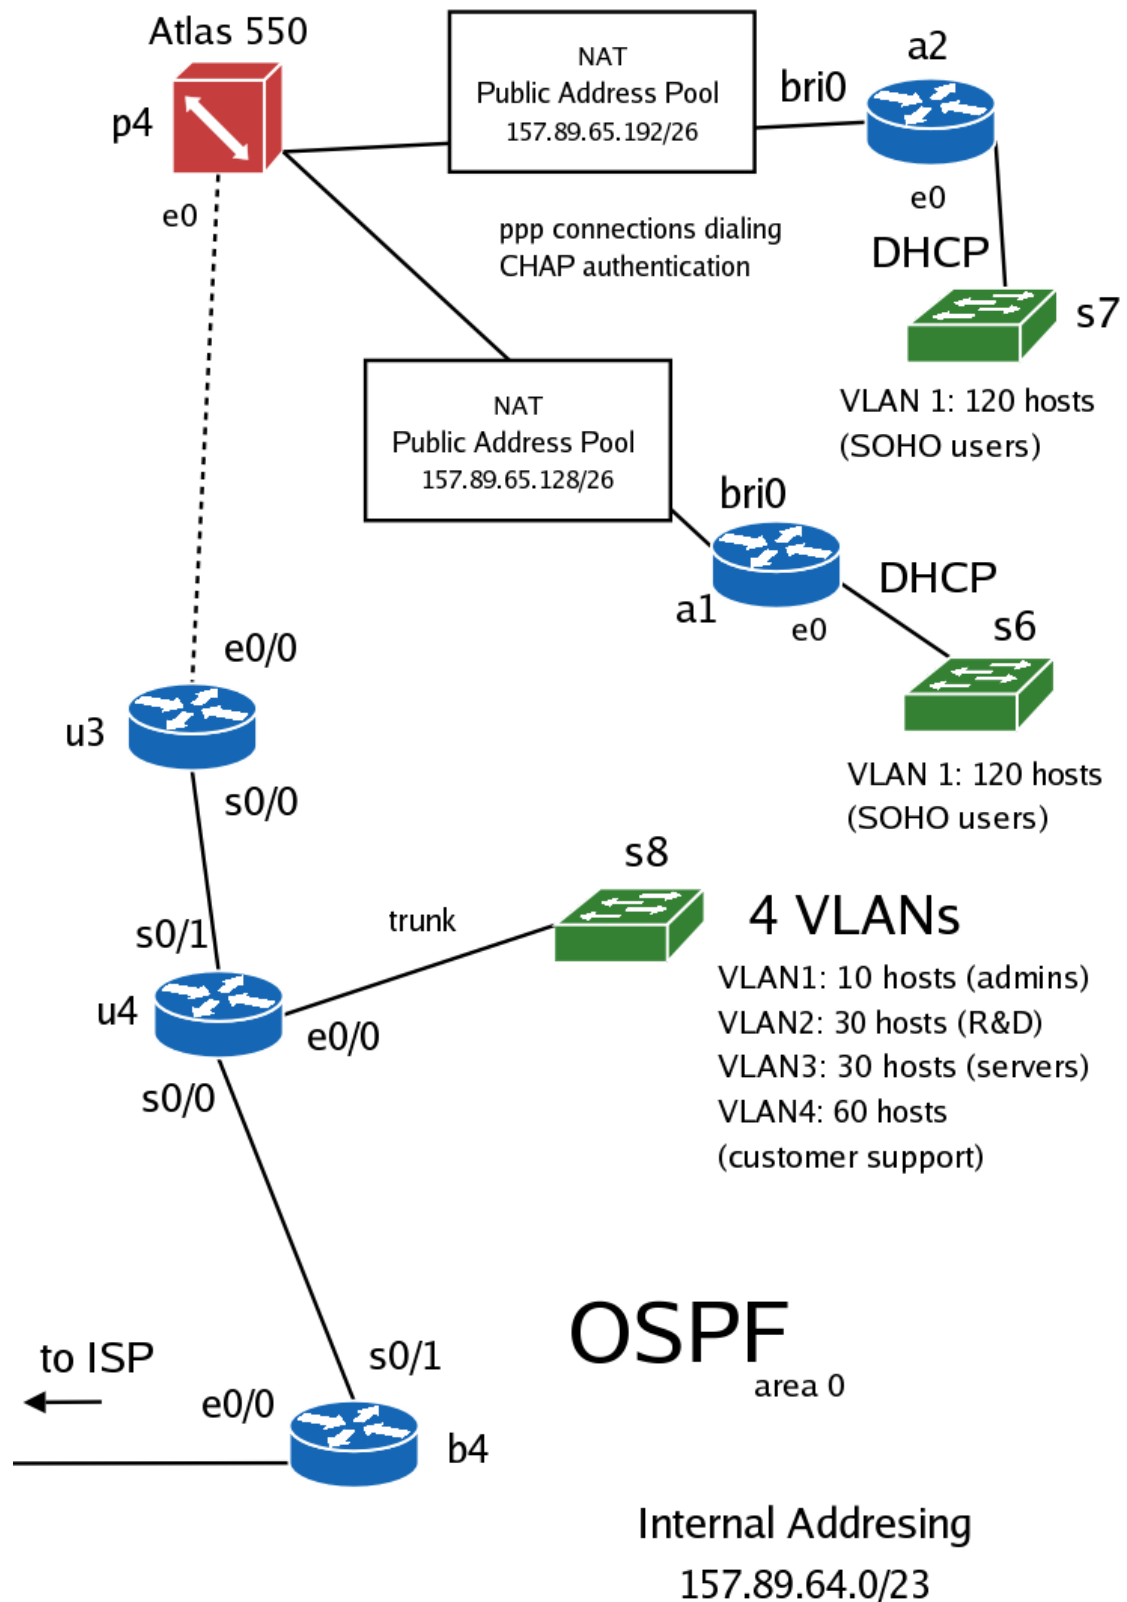 Atlas 550
p4
e0
NAT
Public Address Pool
157.89.65.192/26
bri0
a2
e0
DHCP
s7
VLAN 1: 120 hosts
(SOHO users)
ppp connections dialing
CHAP authentication
NAT
Public Address Pool
157.89.65.128/26
bri0
a1
e0
DHCP
s6
VLAN 1: 120 hosts
(SOHO users)
e0/0
u3
s0/0
s8
trunk
4 VLANs
VLAN1: 10 hosts (admins)
VLAN2: 30 hosts (R&D)
VLAN3: 30 hosts (servers)
VLAN4: 60 hosts
(customer support)
s0/1
u4
e0/0
s0/0
OSPF
area 0
to ISP
s0/1
e0/0
b4
Internal Addresing
157.89.64.0/23